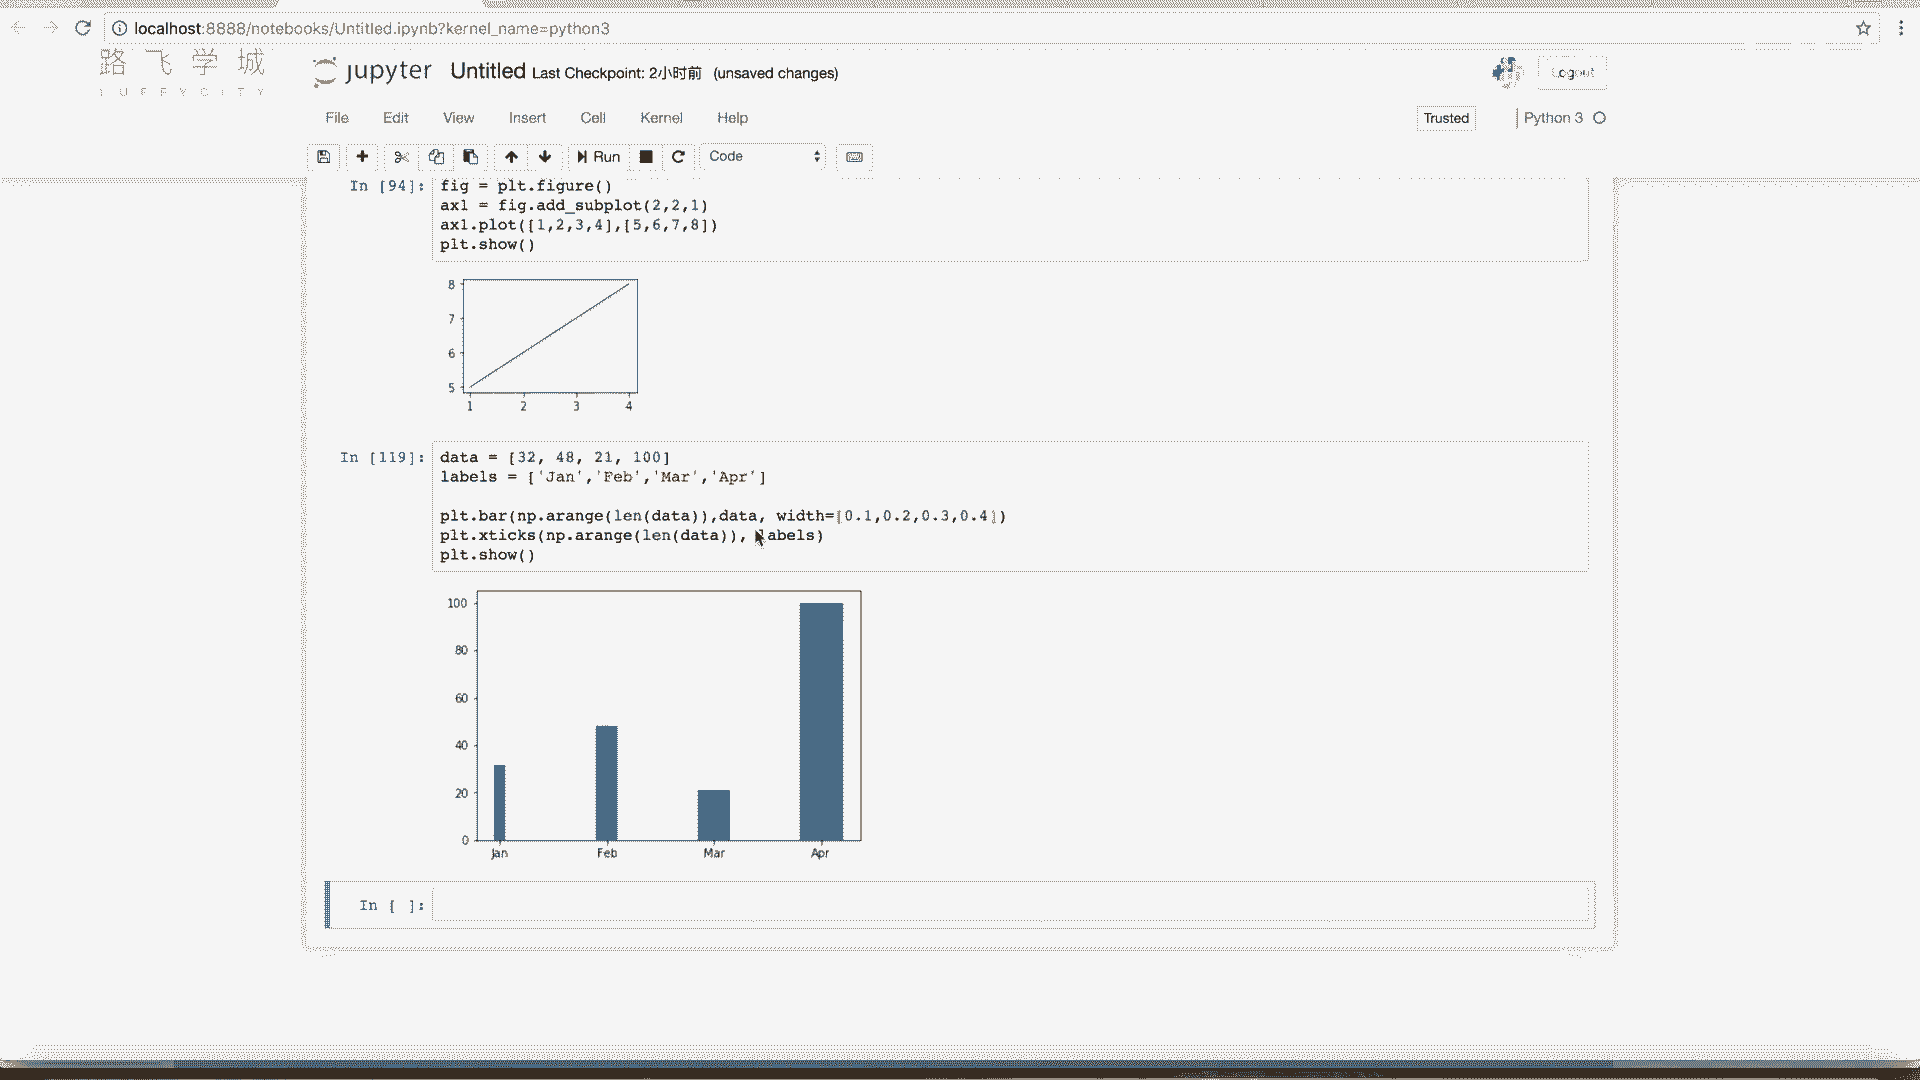 localhost:8888/notebooks/Untitled.ipynb?kernel_name=python3
路飞学城
LUFFYCITY
jupyter Untitled Last Checkpoint: 2小时前 (unsaved changes)
Logout
File Edit View Insert Cell Kernel Help
Trusted
Python 3
Run
Code
In [94]: fig = plt.figure()
ax1 = fig.add_subplot(2,2,1)
ax1.plot([1,2,3,4],[5,6,7,8])
plt.show()
8
7
6
5
1 2 3 4
In [119]: data = [32, 48, 21, 100]
labels = ['Jan','Feb','Mar','Apr']
plt.bar(np.arange(len(data)),data, width=[0.1,0.2,0.3,0.4])
plt.xticks(np.arange(len(data)), labels)
plt.show()
100
80
60
40
20
0
Jan Feb Mar Apr
In [ ]: